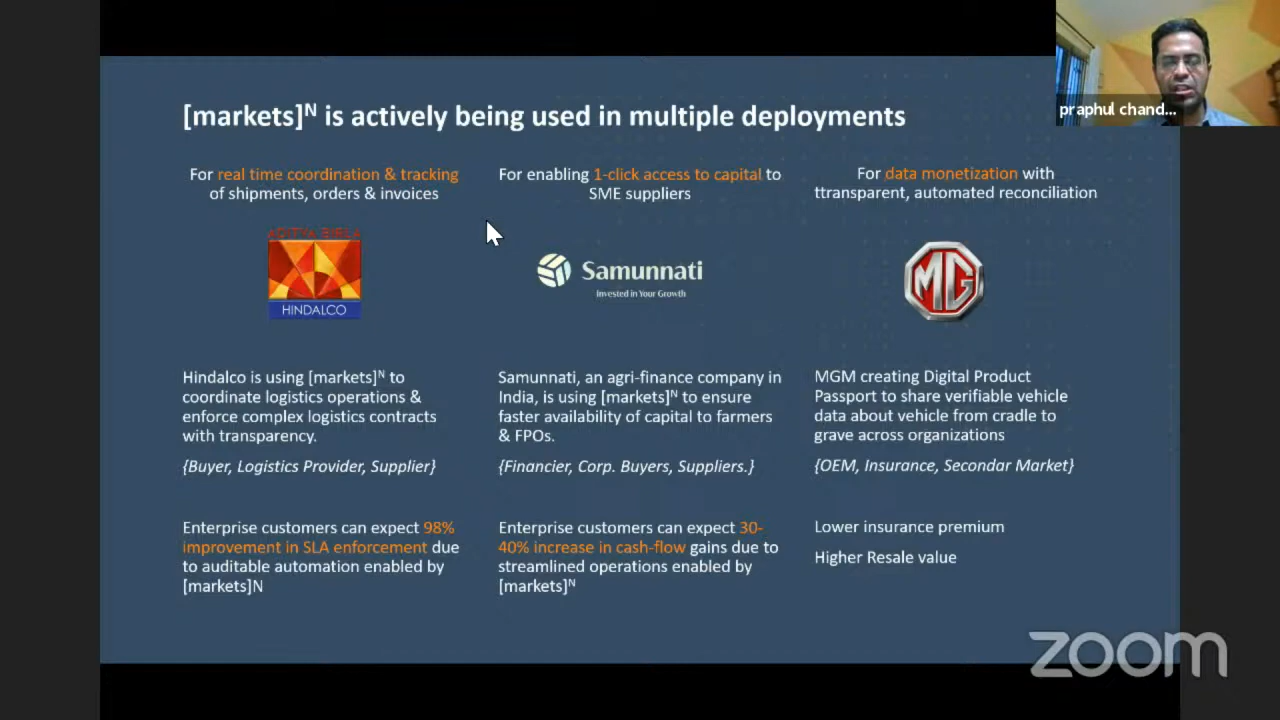 [markets]ᴺ is actively being used in multiple deployments
praphul chand...
For real time coordination & tracking
of shipments, orders & invoices
ADITYA BIRLA
HINDALCO
Hindalco is using [markets]ᴺ to
coordinate logistics operations &
enforce complex logistics contracts
with transparency.
{Buyer, Logistics Provider, Supplier}
Enterprise customers can expect 98%
improvement in SLA enforcement due
to auditable automation enabled by
[markets]N
For enabling 1-click access to capital to
SME suppliers
Samunnati
Invested in Your Growth
Samunnati, an agri-finance company in
India, is using [markets]ᴺ to ensure
faster availability of capital to farmers
& FPOs.
{Financier, Corp. Buyers, Suppliers.}
Enterprise customers can expect 30-
40% increase in cash-flow gains due to
streamlined operations enabled by
[markets]ᴺ
For data monetization with
ttransparent, automated reconciliation
MG
MGM creating Digital Product
Passport to share verifiable vehicle
data about vehicle from cradle to
grave across organizations
{OEM, Insurance, Secondar Market}
Lower insurance premium
Higher Resale value
zoom